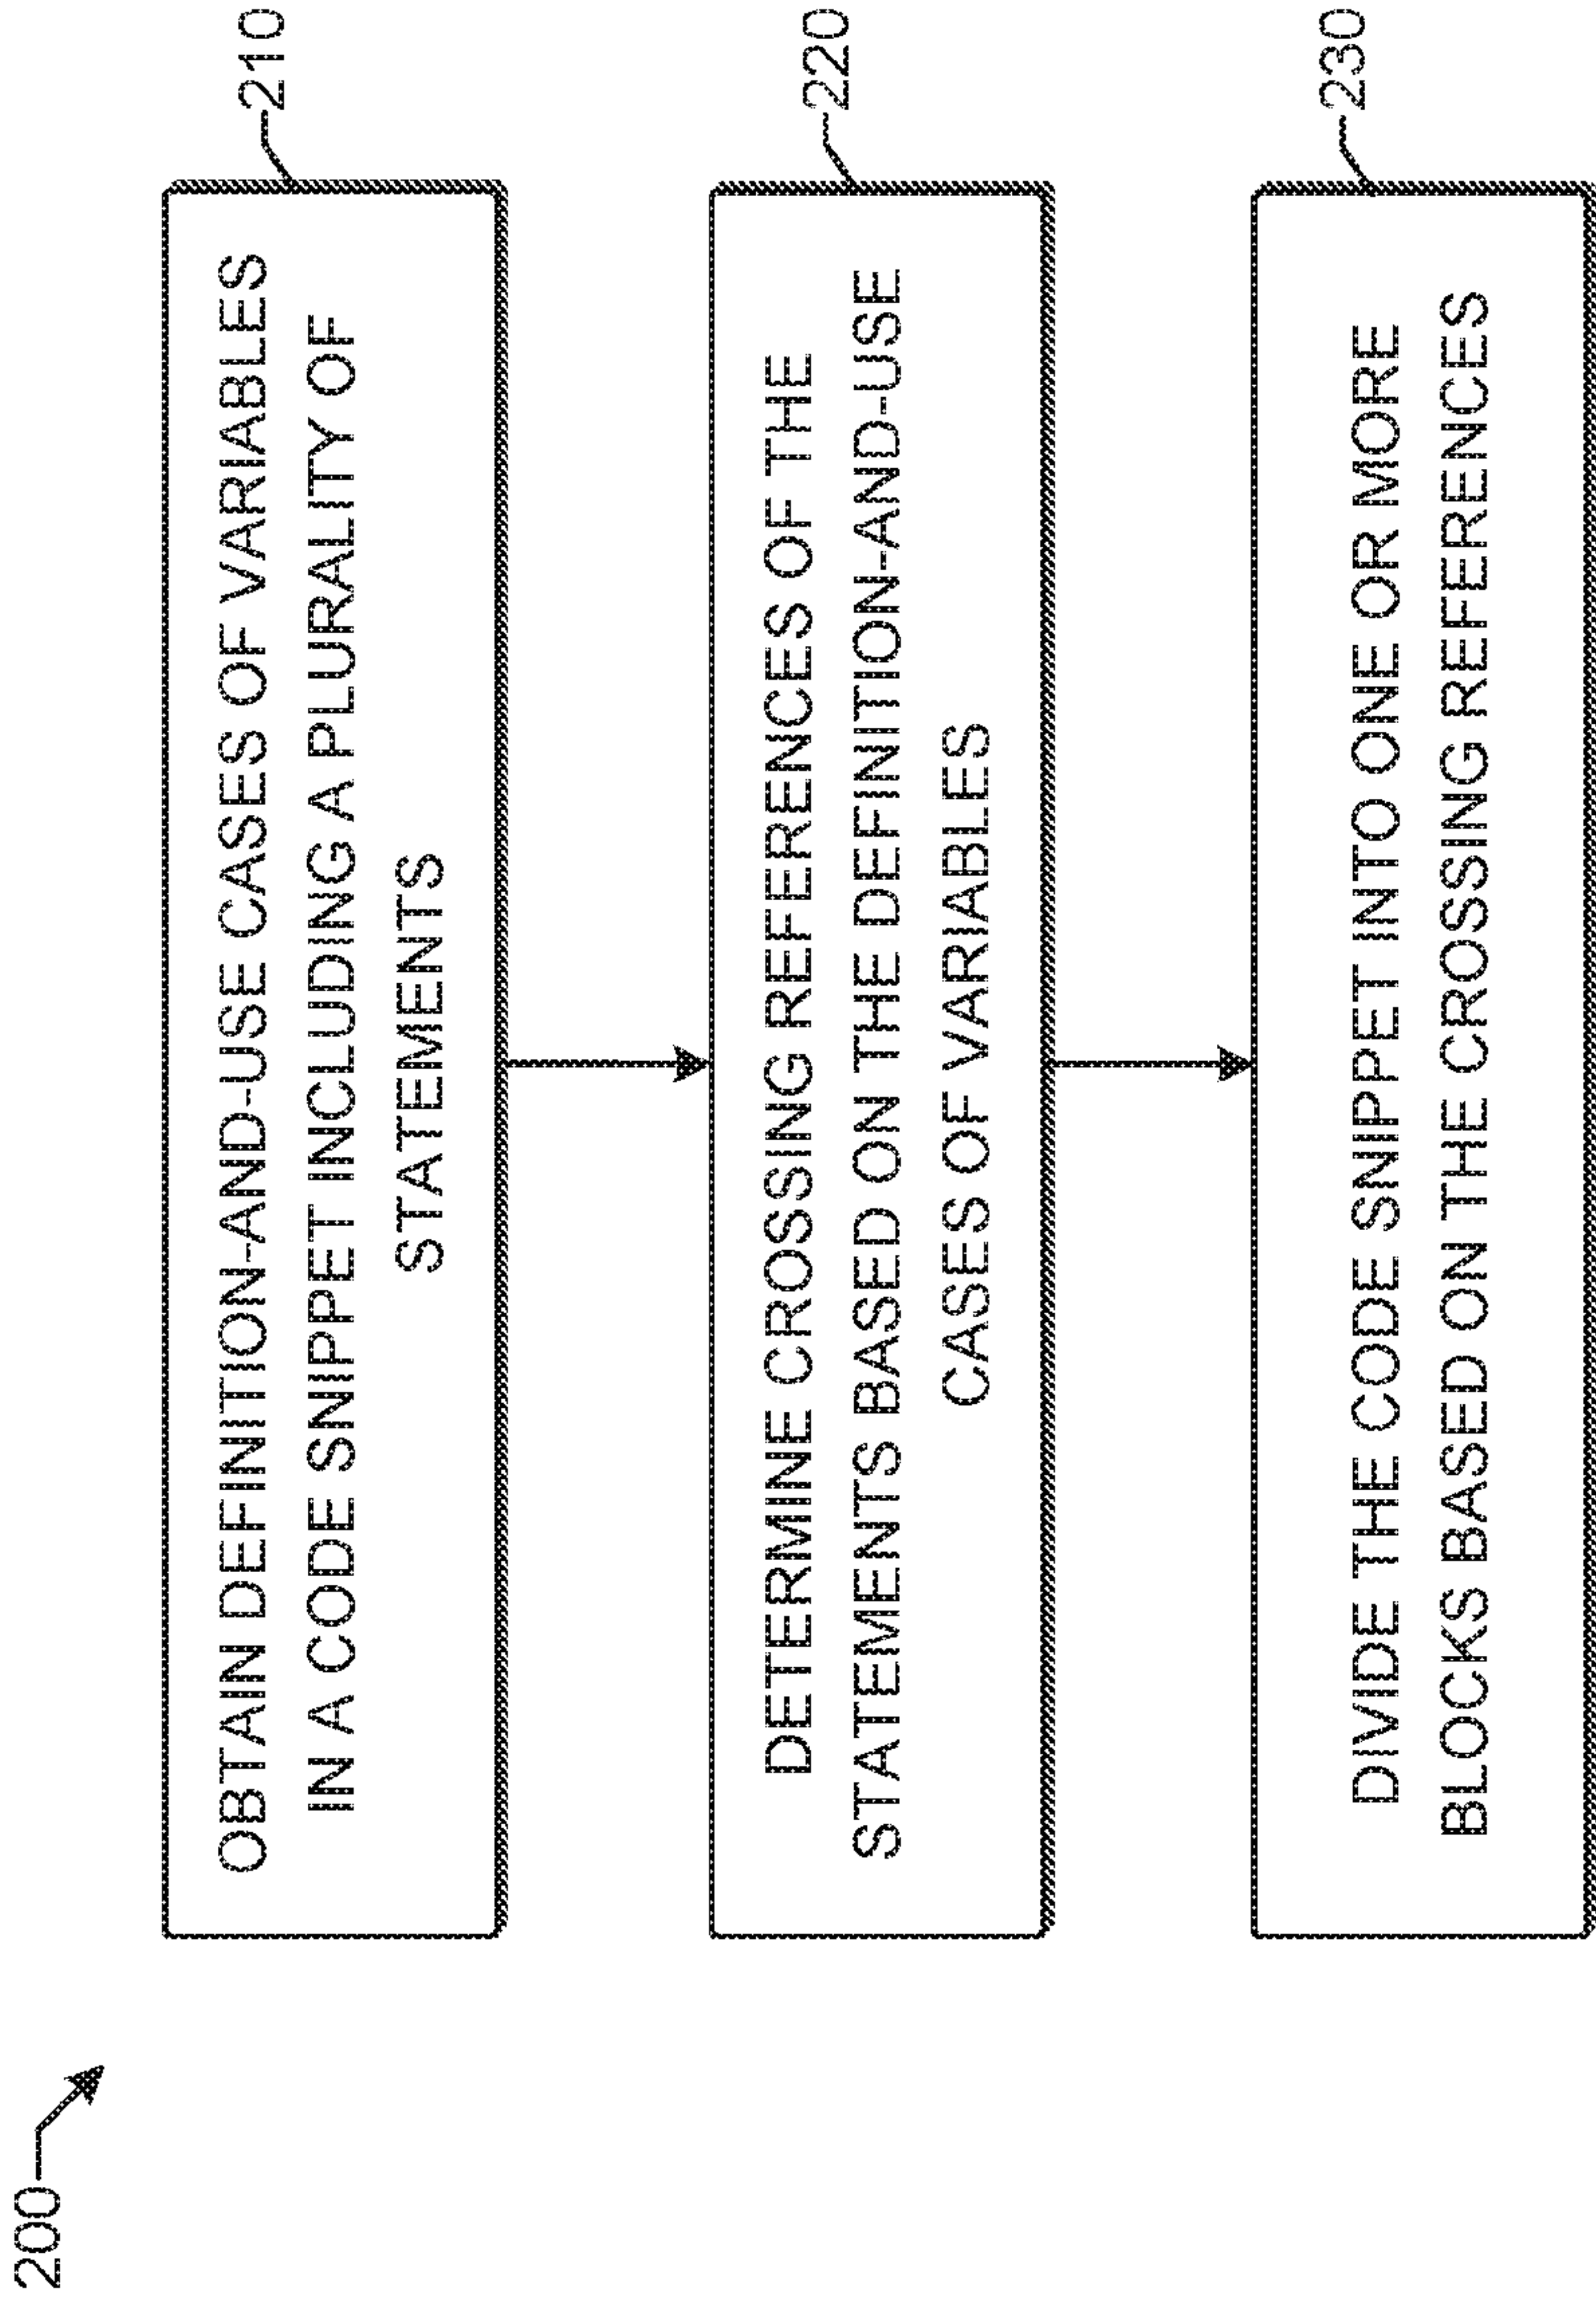 200
OBTAIN DEFINITION-AND-USE CASES OF VARIABLES
IN A CODE SNIPPET INCLUDING A PLURALITY OF
STATEMENTS
210
DETERMINE CROSSING REFERENCES OF THE
STATEMENTS BASED ON THE DEFINITION-AND-USE
CASES OF VARIABLES
220
DIVIDE THE CODE SNIPPET INTO ONE OR MORE
BLOCKS BASED ON THE CROSSING REFERENCES
230